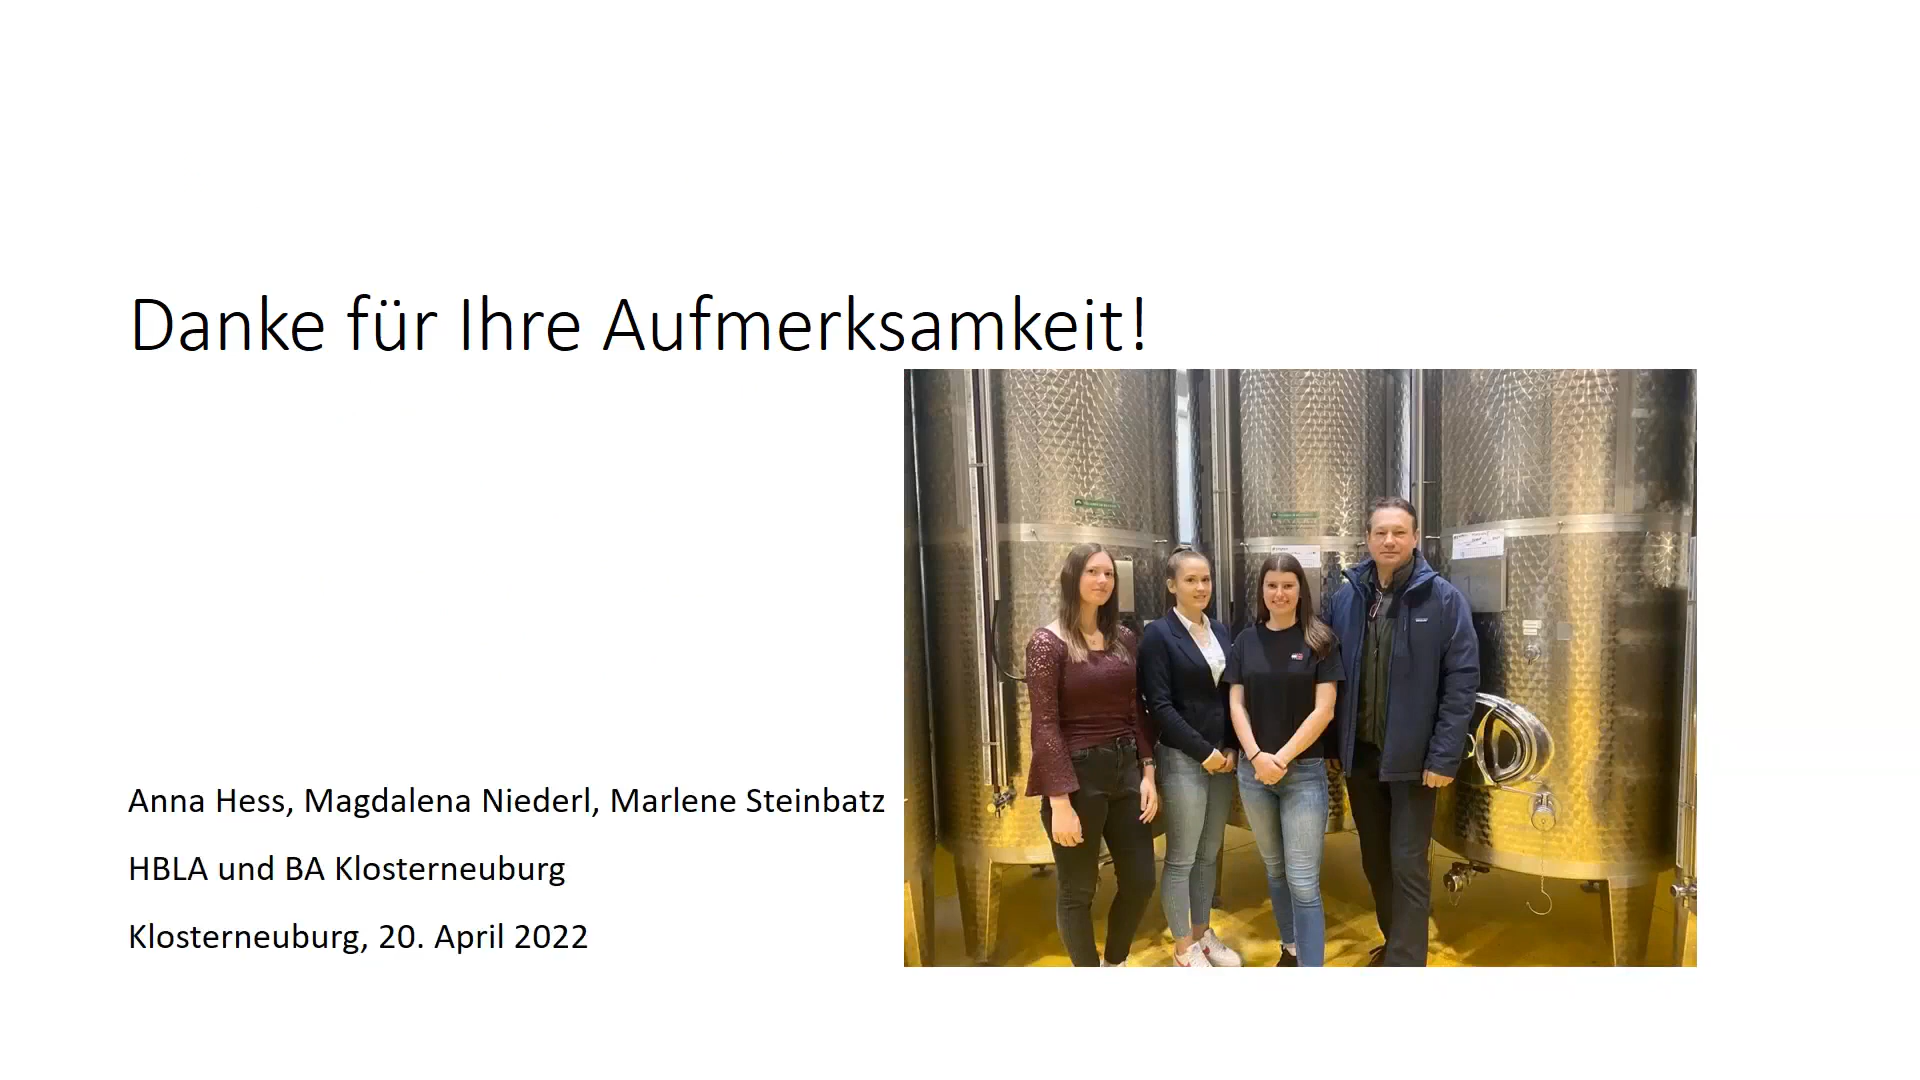 Danke für Ihre Aufmerksamkeit!
Anna Hess, Magdalena Niederl, Marlene Steinbatz
HBLA und BA Klosterneuburg
Klosterneuburg, 20. April 2022